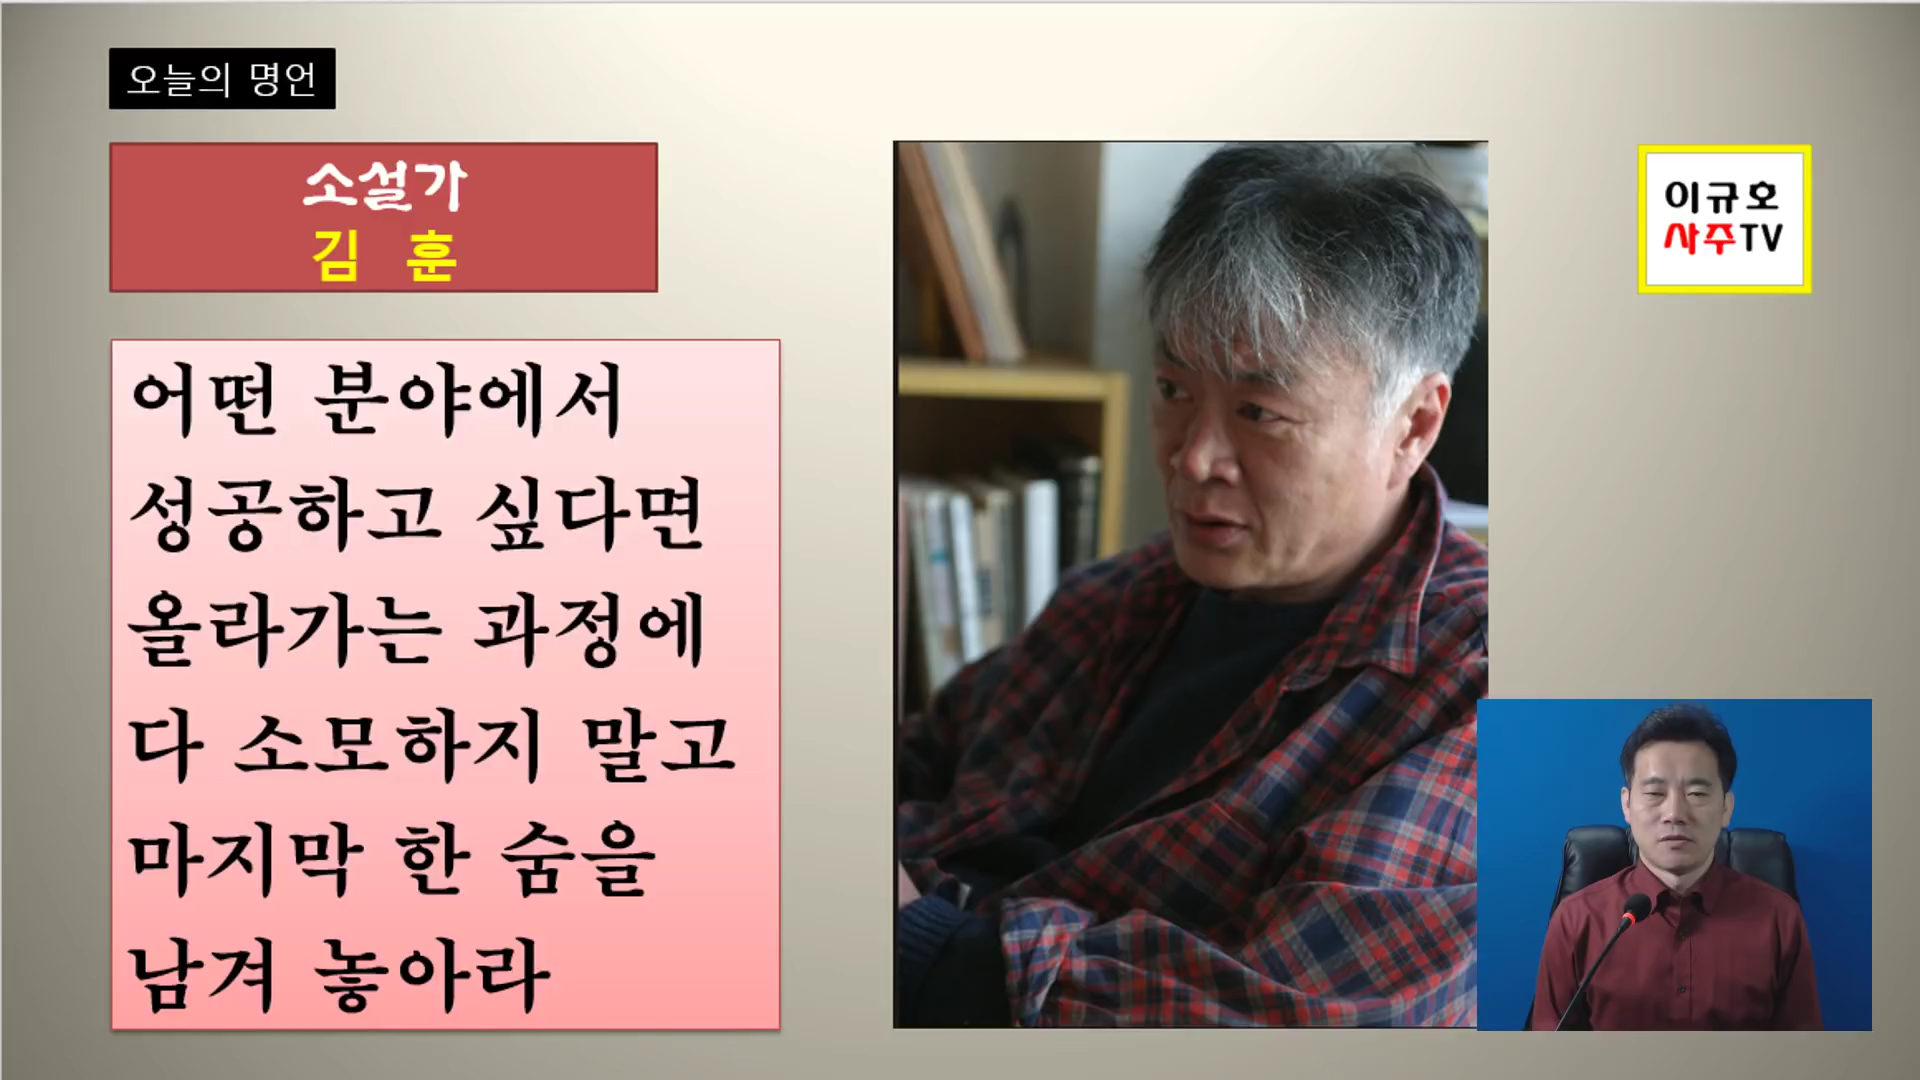 오늘의 명언
소설가
김 훈
이규호
사주TV
어떤 분야에서
성공하고 싶다면
올라가는 과정에
다 소모하지 말고
마지막 한 숨을
남겨 놓아라